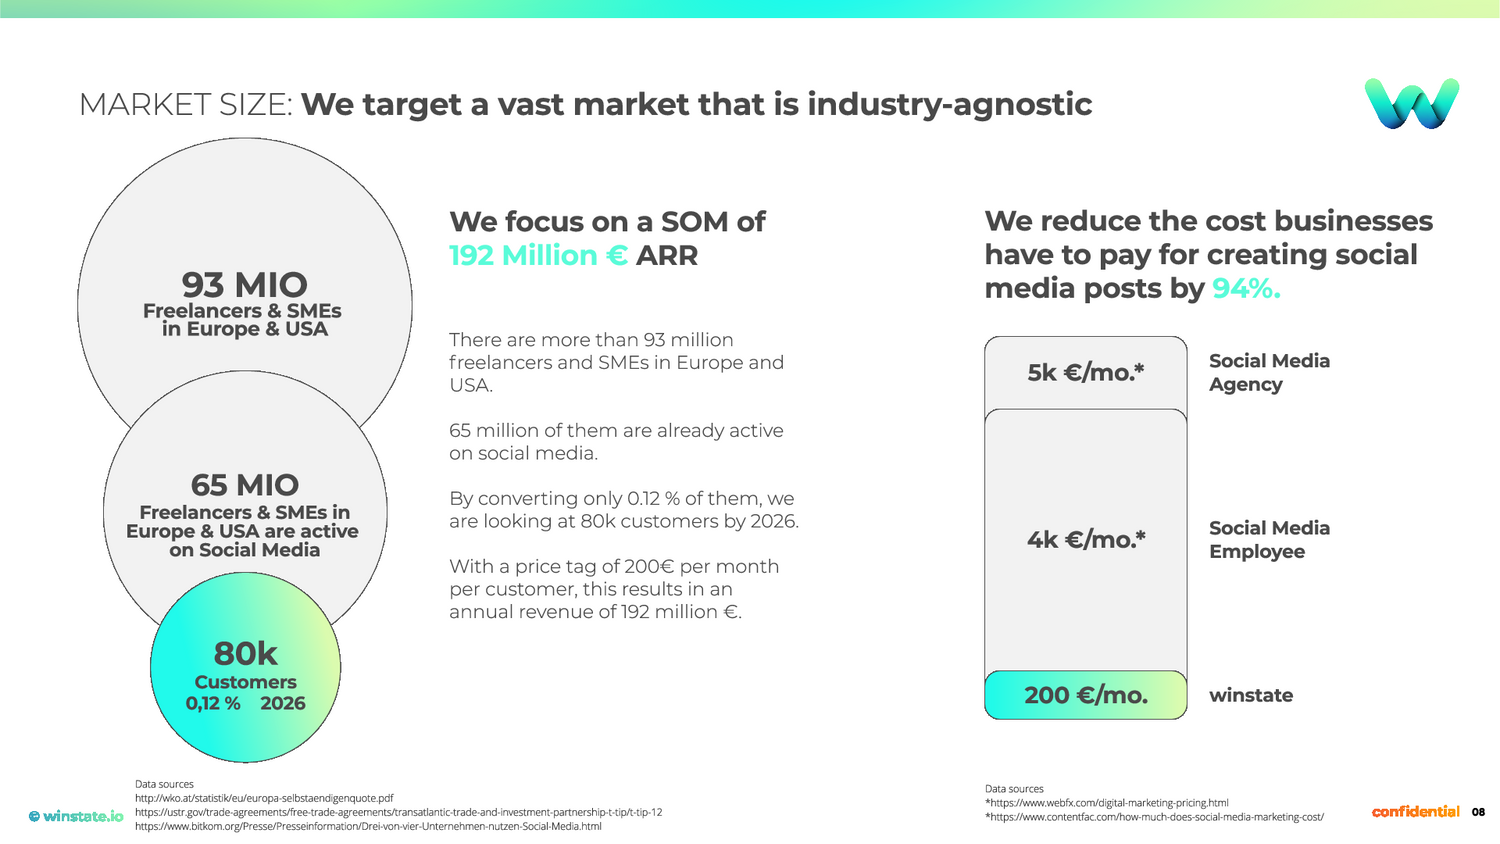 MARKET SIZE: We target a vast market that is industry-agnostic
93 MIO
Freelancers & SMEs
in Europe & USA
65 MIO
Freelancers & SMEs in
Europe & USA are active
on Social Media
80k
Customers
0,12 % 2026
We focus on a SOM of
192 Million € ARR
There are more than 93 million
freelancers and SMEs in Europe and
USA.
65 million of them are already active
on social media.
By converting only 0.12 % of them, we
are looking at 80k customers by 2026.
With a price tag of 200€ per month
per customer, this results in an
annual revenue of 192 million €.
We reduce the cost businesses
have to pay for creating social
media posts by 94%.
5k €/mo.*
Social Media
Agency
4k €/mo.*
Social Media
Employee
200 €/mo.
winstate
Data sources
http://wko.at/statistik/eu/europa-selbstaendigenquote.pdf
https://ustr.gov/trade-agreements/free-trade-agreements/transatlantic-trade-and-investment-partnership-t-tip/t-tip-12
https://www.bitkom.org/Presse/Presseinformation/Drei-von-vier-Unternehmen-nutzen-Social-Media.html
© winstate.io
Data sources
*https://www.webfx.com/digital-marketing-pricing.html
*https://www.contentfac.com/how-much-does-social-media-marketing-cost/
confidential 08